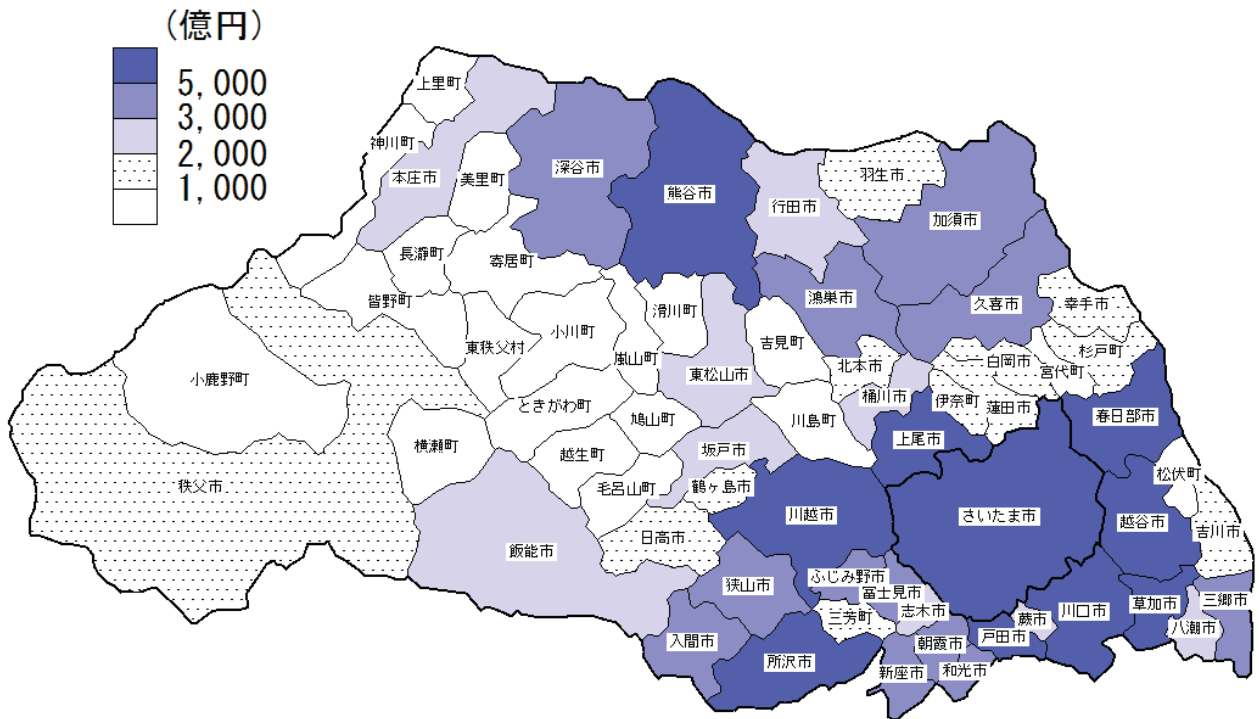 (億円)
5,000
3,000
2,000
1,000
上里町
神川町
本庄市
美里町
深谷市
熊谷市
行田市
羽生市
加須市
長瀞町
寄居町
皆野町
鴻巣市
久喜市
幸手市
滑川町
小川町
東秩父村
嵐山町
吉見町
杉戸町
白岡市
宮代町
北本市
東松山市
小鹿野町
桶川市
伊奈町
蓮田市
ときがわ町
鳩山町
川島町
春日部市
上尾市
横瀬町
越生町
坂戸市
松伏町
秩父市
毛呂山町
鶴ヶ島市
川越市
さいたま市
越谷市
吉川市
日高市
飯能市
狭山市
ふじみ野市
富士見市
志木市
三芳町
蕨市
川口市
草加市
三郷市
八潮市
戸田市
入間市
所沢市
朝霞市
新座市
和光市